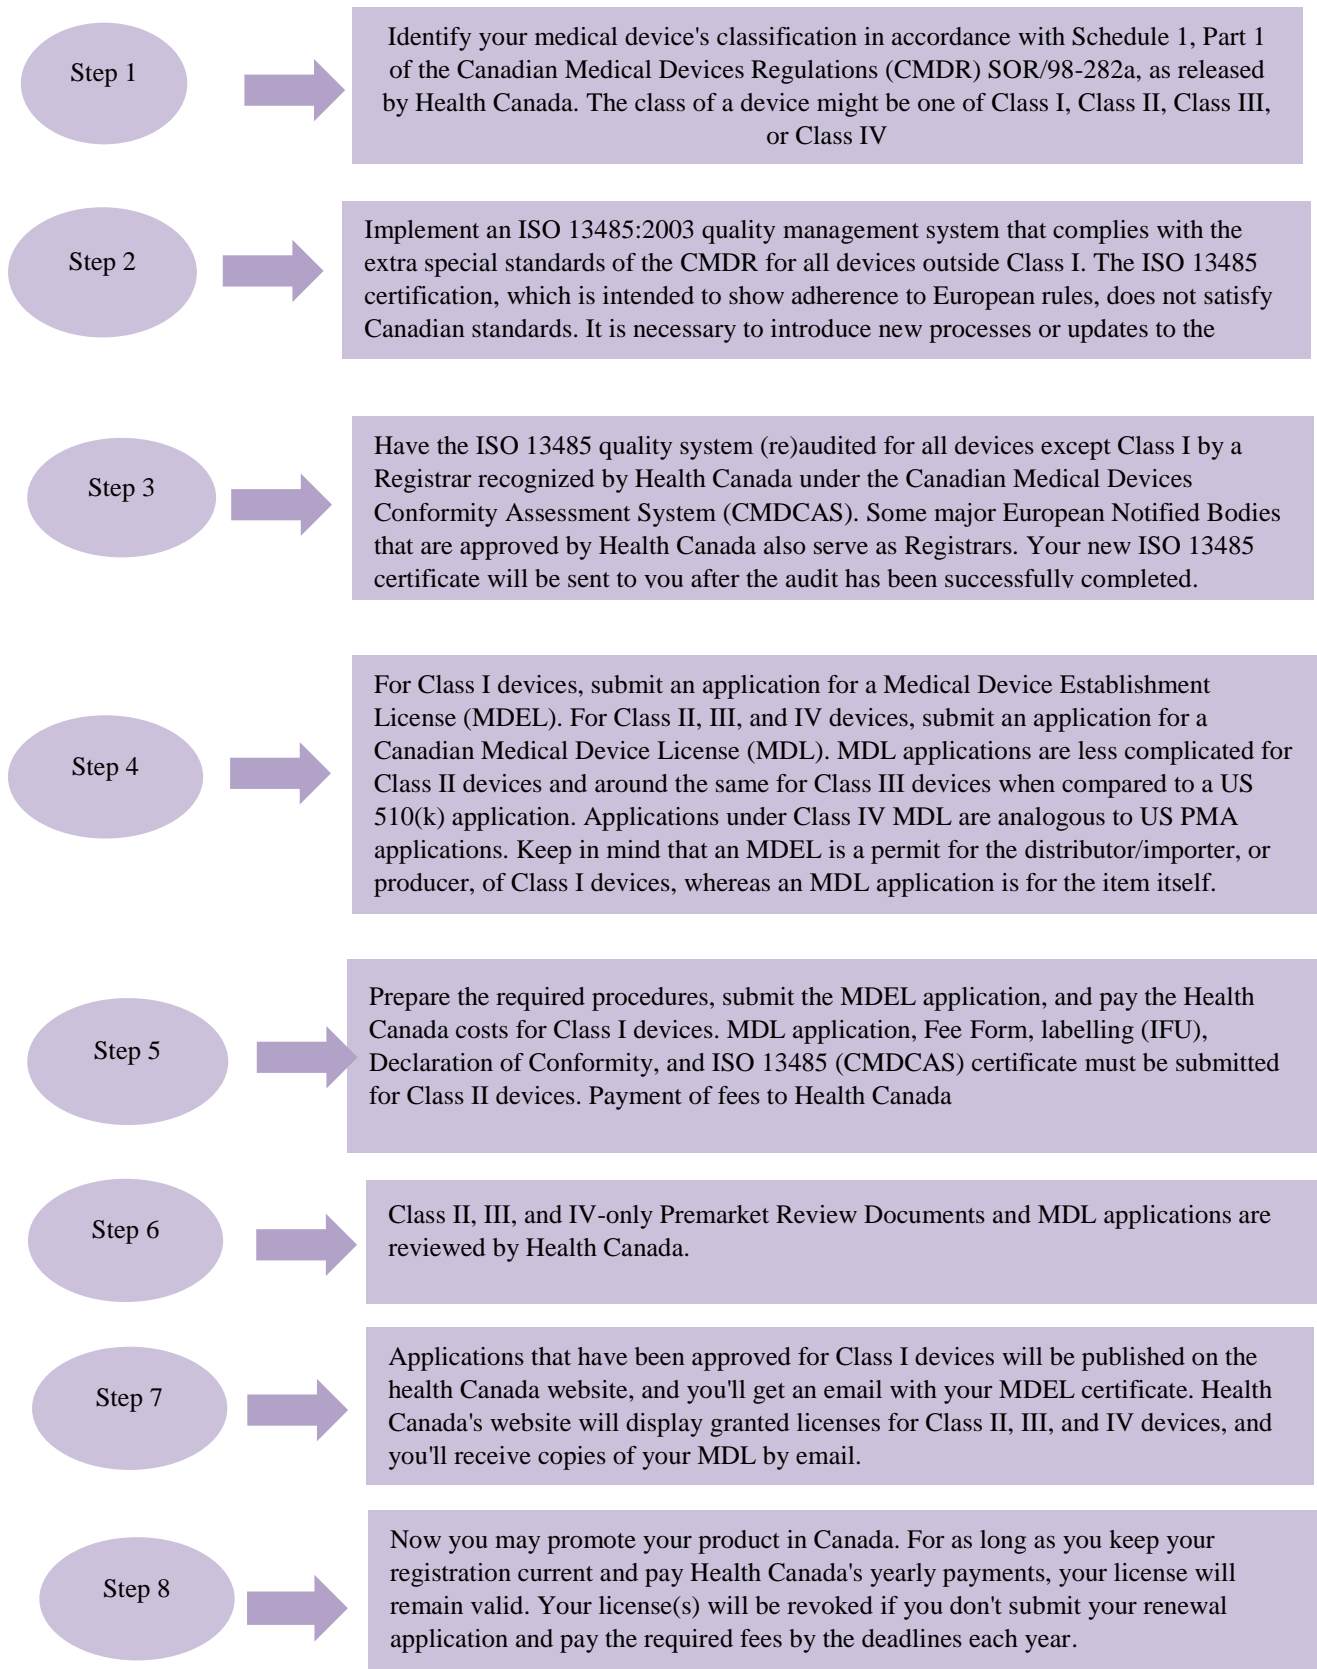 Step 1
Identify your medical device's classification in accordance with Schedule 1, Part 1
of the Canadian Medical Devices Regulations (CMDR) SOR/98-282a, as released
by Health Canada. The class of a device might be one of Class I, Class II, Class III,
or Class IV
Step 2
Implement an ISO 13485:2003 quality management system that complies with the
extra special standards of the CMDR for all devices outside Class I. The ISO 13485
certification, which is intended to show adherence to European rules, does not satisfy
Canadian standards. It is necessary to introduce new processes or updates to the
Step 3
Have the ISO 13485 quality system (re)audited for all devices except Class I by a
Registrar recognized by Health Canada under the Canadian Medical Devices
Conformity Assessment System (CMDCAS). Some major European Notified Bodies
that are approved by Health Canada also serve as Registrars. Your new ISO 13485
certificate will be sent to you after the audit has been successfully completed.
Step 4
For Class I devices, submit an application for a Medical Device Establishment
License (MDEL). For Class II, III, and IV devices, submit an application for a
Canadian Medical Device License (MDL). MDL applications are less complicated for
Class II devices and around the same for Class III devices when compared to a US
510(k) application. Applications under Class IV MDL are analogous to US PMA
applications. Keep in mind that an MDEL is a permit for the distributor/importer, or
producer, of Class I devices, whereas an MDL application is for the item itself.
Step 5
Prepare the required procedures, submit the MDEL application, and pay the Health
Canada costs for Class I devices. MDL application, Fee Form, labelling (IFU),
Declaration of Conformity, and ISO 13485 (CMDCAS) certificate must be submitted
for Class II devices. Payment of fees to Health Canada
Step 6
Class II, III, and IV-only Premarket Review Documents and MDL applications are
reviewed by Health Canada.
Step 7
Applications that have been approved for Class I devices will be published on the
health Canada website, and you'll get an email with your MDEL certificate. Health
Canada's website will display granted licenses for Class II, III, and IV devices, and
you'll receive copies of your MDL by email.
Step 8
Now you may promote your product in Canada. For as long as you keep your
registration current and pay Health Canada's yearly payments, your license will
remain valid. Your license(s) will be revoked if you don't submit your renewal
application and pay the required fees by the deadlines each year.